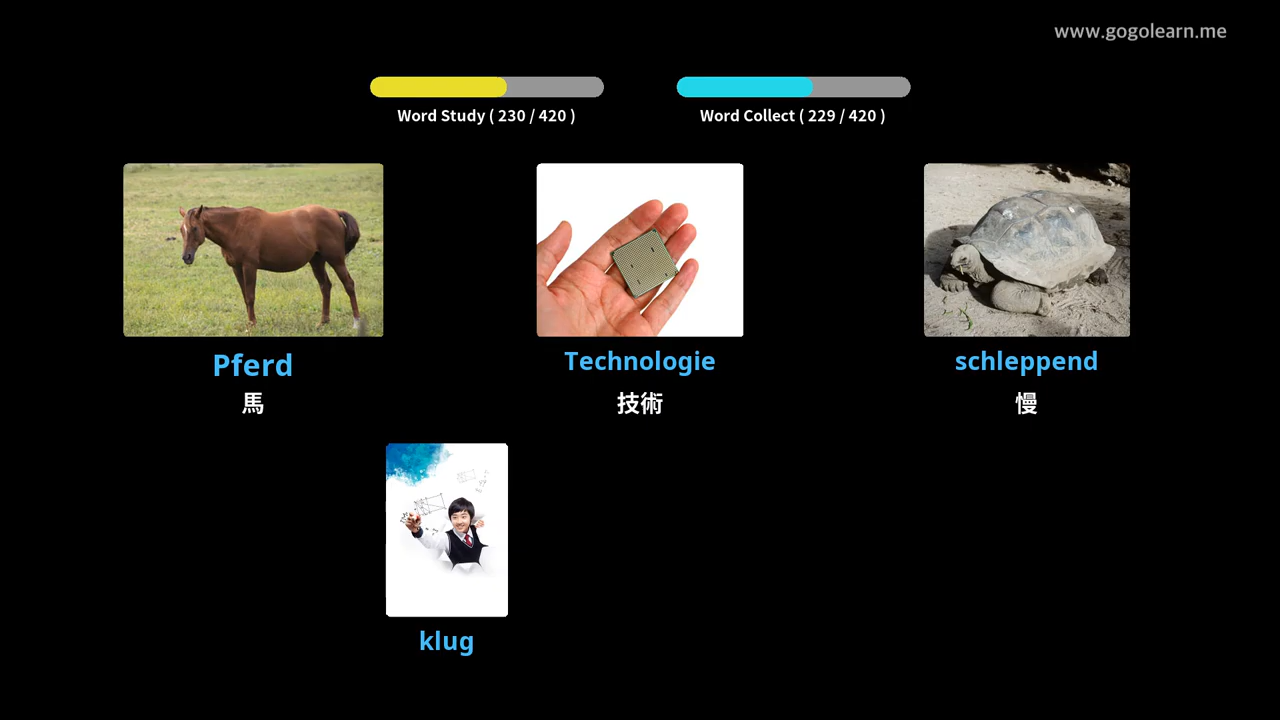 www.gogolearn.me
Word Study ( 230 / 420 )
Word Collect ( 229 / 420 )
Pferd
馬
Technologie
技術
schleppend
慢
klug